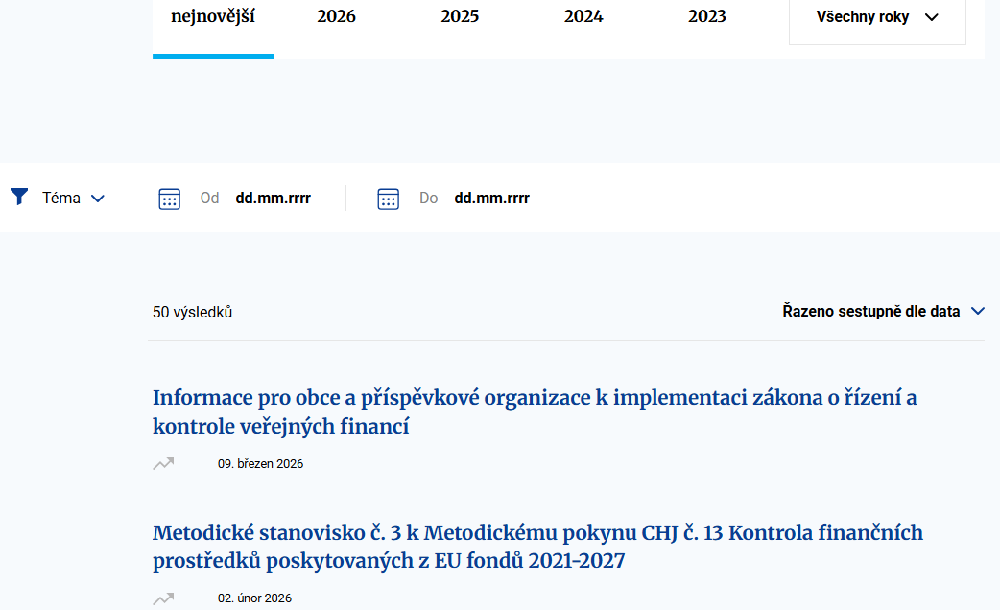 nejnovější 2026 2025 2024 2023 Všechny roky
Téma Od dd.mm.rrrr Do dd.mm.rrrr
50 výsledků Řazeno sestupně dle data
Informace pro obce a příspěvkové organizace k implementaci zákona o řízení a
kontrole veřejných financí
09. březen 2026
Metodické stanovisko č. 3 k Metodickému pokynu CHJ č. 13 Kontrola finančních
prostředků poskytovaných z EU fondů 2021-2027
02. únor 2026